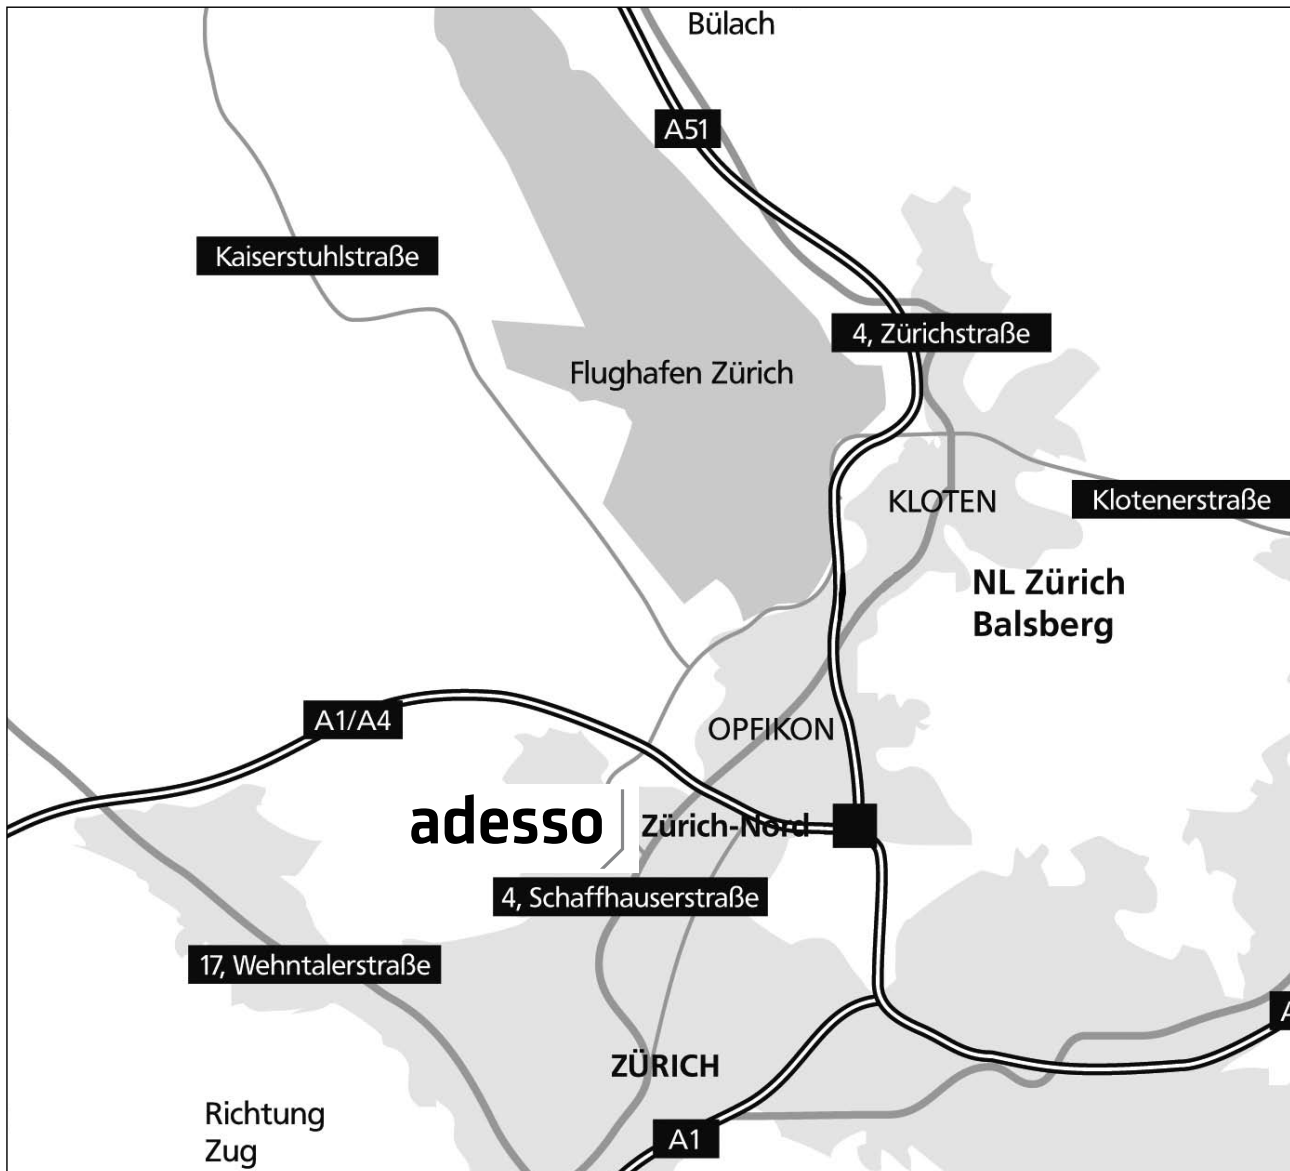 Bülach
A51
Kaiserstuhlstraße
4, Zürichstraße
Flughafen Zürich
KLOTEN
Klotenerstraße
NL Zürich
Balsberg
A1/A4
OPFIKON
adesso
Zürich-Nord
4, Schaffhauserstraße
17, Wehntalerstraße
A
ZÜRICH
Richtung
Zug
A1